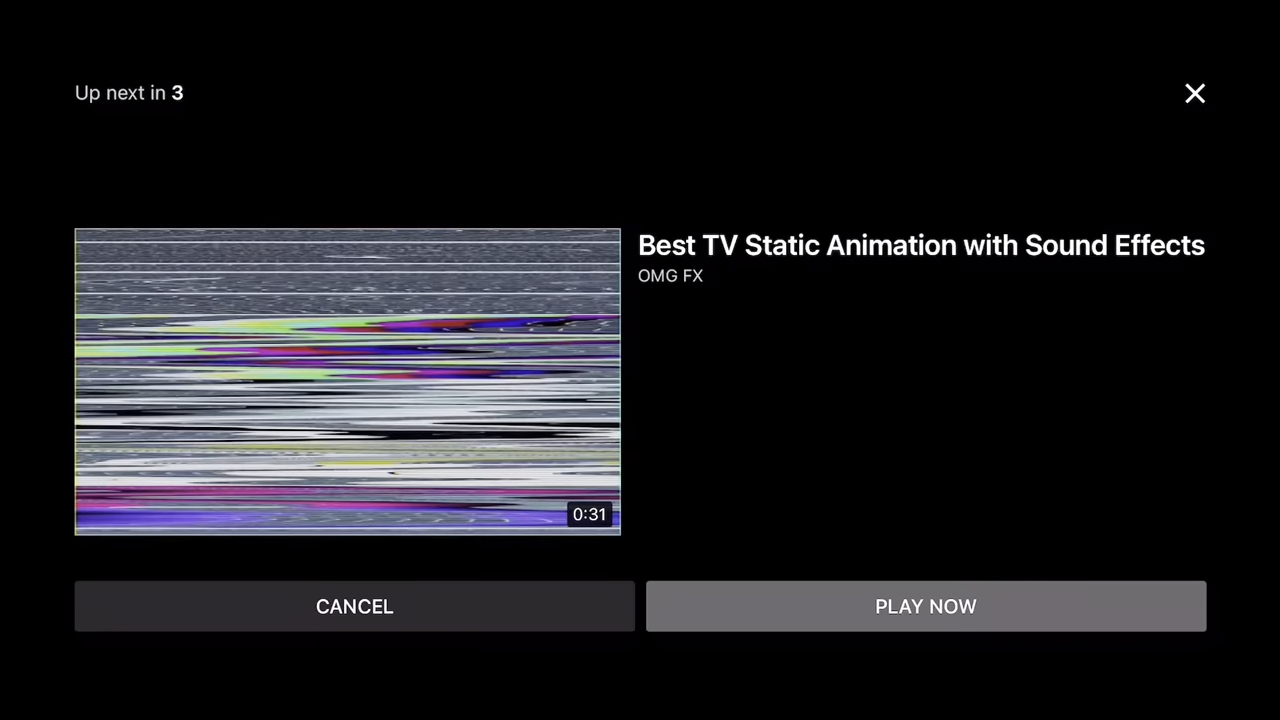 Up next in 3
Best TV Static Animation with Sound Effects
OMG FX
0:31
CANCEL
PLAY NOW